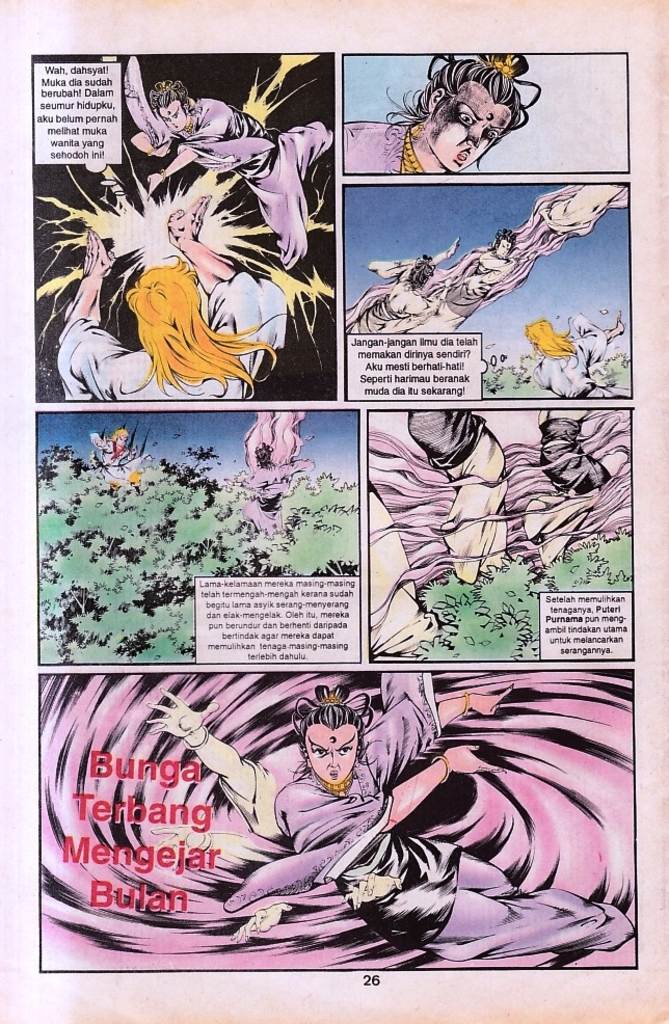 Wah, dahsyat!
Muka dia sudah
berubah! Dalam
seumur hidupku,
aku belum pernah
melihat muka
wanita yang
sehodoh ini!
Jangan-jangan ilmu dia telah
memakan dirinya sendiri?
Aku mesti berhati-hati!
Seperti harimau beranak
muda dia itu sekarang!
Lama-kelamaan mereka masing-masing
telah termengah-mengah kerana sudah
begitu lama asyik serang-menyerang
dan elak-mengelak. Oleh itu, mereka
pun berundur dan berhenti daripada
bertindak agar mereka dapat
memulihkan tenaga-masing-masing
terlebih dahulu.
Setelah memulihkan
tenaganya, Puteri
Purnama pun meng-
ambil tindakan utama
untuk melancarkan
serangannya.
Bunga
Terbang
Mengejar
Bulan
26